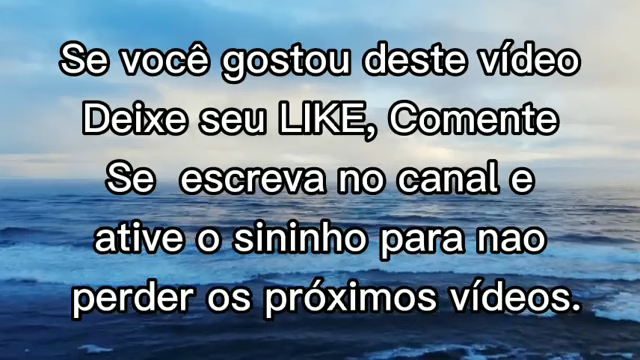 Se você gostou deste vídeo
Deixe seu LIKE, Comente
Se escreva no canal e
ative o sininho para nao
perder os próximos vídeos.